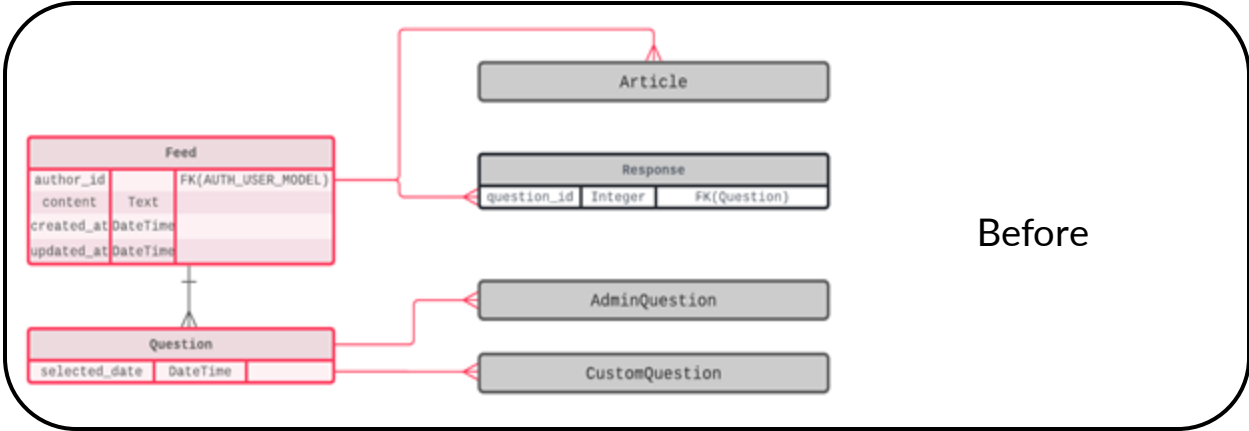 Article
Feed
author_id FK(AUTH_USER_MODEL)
content Text
created_at DateTime
updated_at DateTime
Response
question_id Integer FK(Question)
Before
AdminQuestion
Question
selected_date DateTime
CustomQuestion